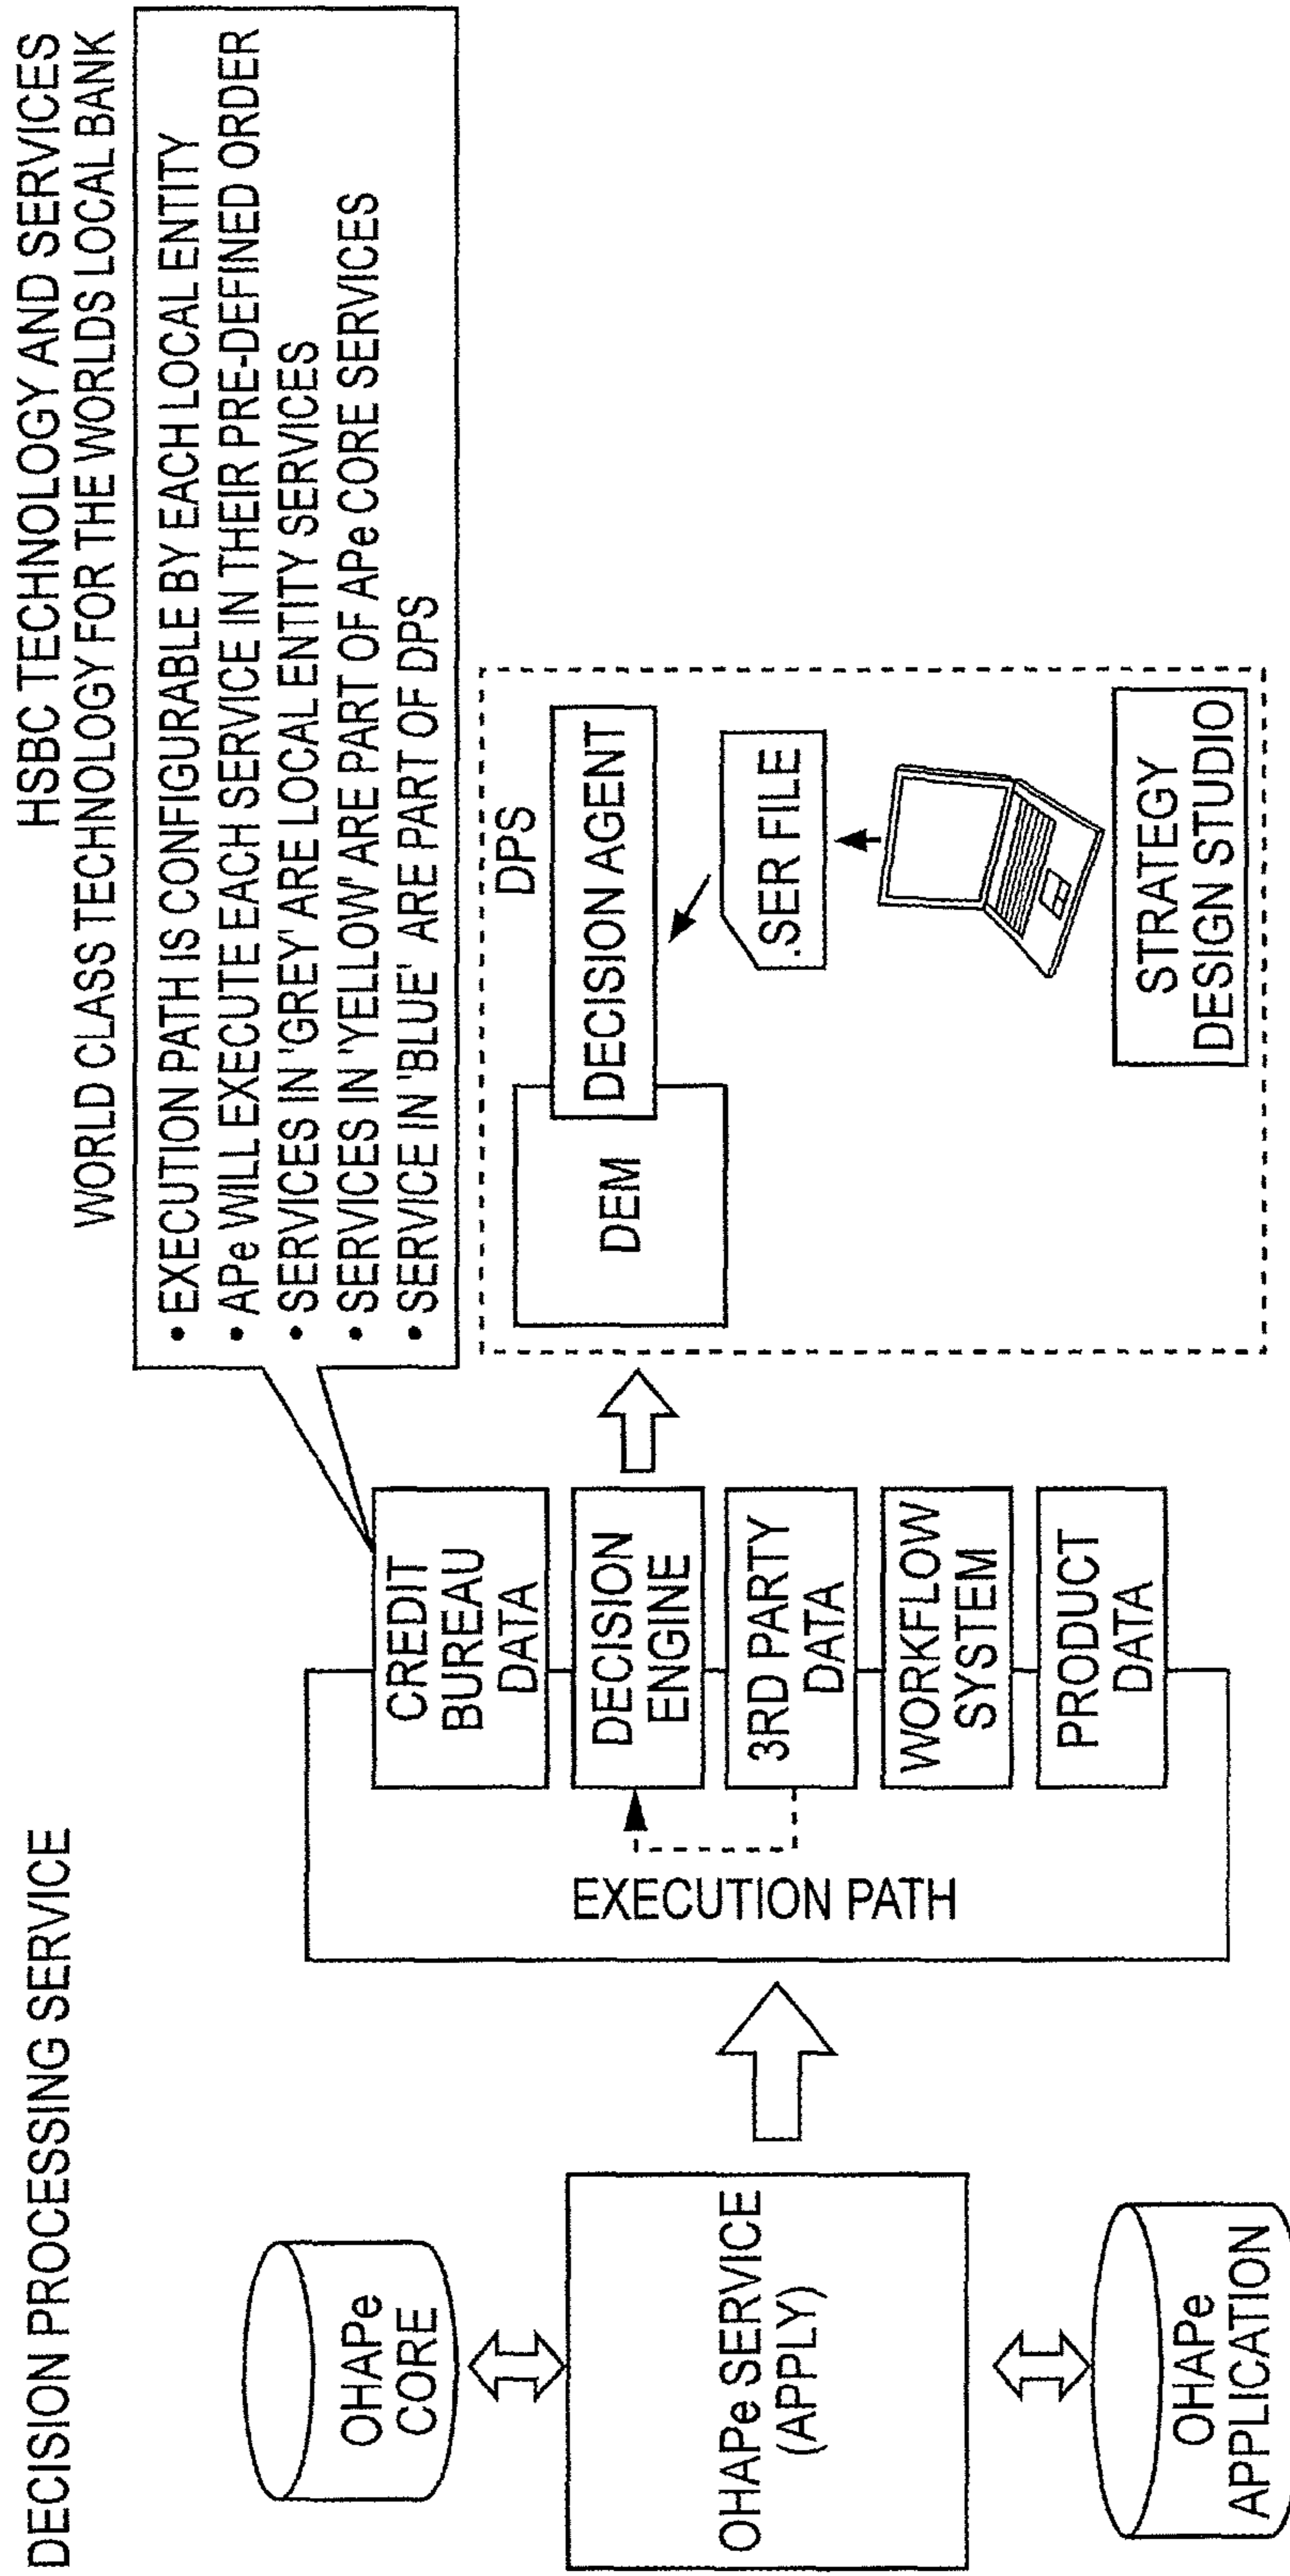 DECISION PROCESSING SERVICE
HSBC TECHNOLOGY AND SERVICES
WORLD CLASS TECHNOLOGY FOR THE WORLDS LOCAL BANK
• EXECUTION PATH IS CONFIGURABLE BY EACH LOCAL ENTITY
• APe WILL EXECUTE EACH SERVICE IN THEIR PRE-DEFINED ORDER
• SERVICES IN 'GREY' ARE LOCAL ENTITY SERVICES
• SERVICES IN 'YELLOW' ARE PART OF APe CORE SERVICES
• SERVICE IN 'BLUE' ARE PART OF DPS
OHAPe
CORE
OHAPe SERVICE
(APPLY)
OHAPe
APPLICATION
EXECUTION PATH
CREDIT
BUREAU
DATA
DECISION
ENGINE
3RD PARTY
DATA
WORKFLOW
SYSTEM
PRODUCT
DATA
DPS
DEM
DECISION AGENT
.SER FILE
STRATEGY
DESIGN STUDIO